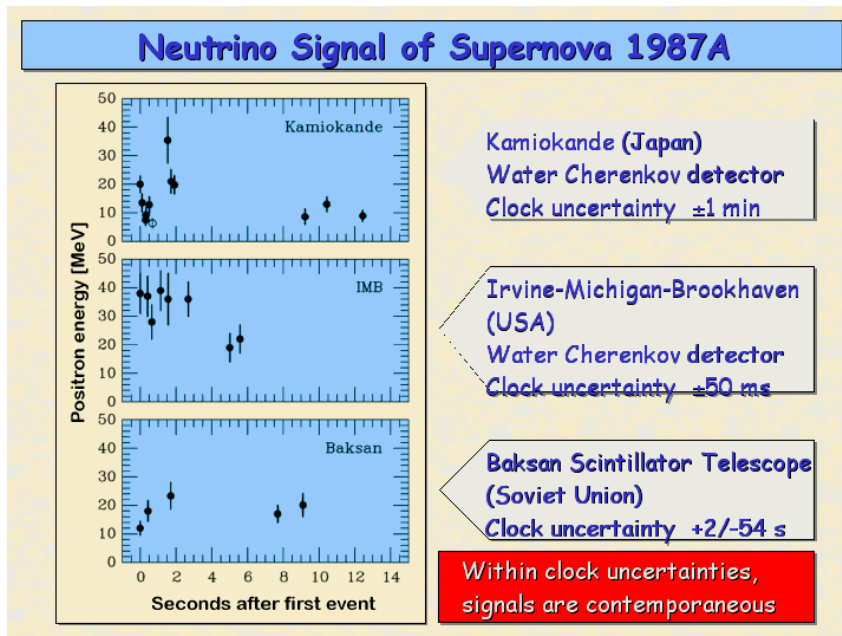 Neutrino Signal of Supernova 1987A
Positron energy [MeV]
50
40
30
20
10
0
Kamiokande
50
40
30
20
10
0
IMB
50
40
30
20
10
0
Baksan
0 2 4 6 8 10 12 14
Seconds after first event
Kamiokande (Japan)
Water Cherenkov detector
Clock uncertainty ±1 min
Irvine-Michigan-Brookhaven
(USA)
Water Cherenkov detector
Clock uncertainty ±50 ms
Baksan Scintillator Telescope
(Soviet Union)
Clock uncertainty +2/-54 s
Within clock uncertainties,
signals are contemporaneous